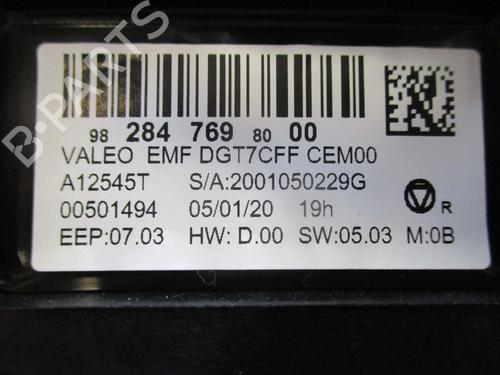 B-PARTS
98 284 769 80 00
VALEO EMF DGT7CFF CEM00
A12545T S/A:2001050229G
00501494 05/01/20 19h
R
EEP:07.03 HW: D.00 SW:05.03 M:0B